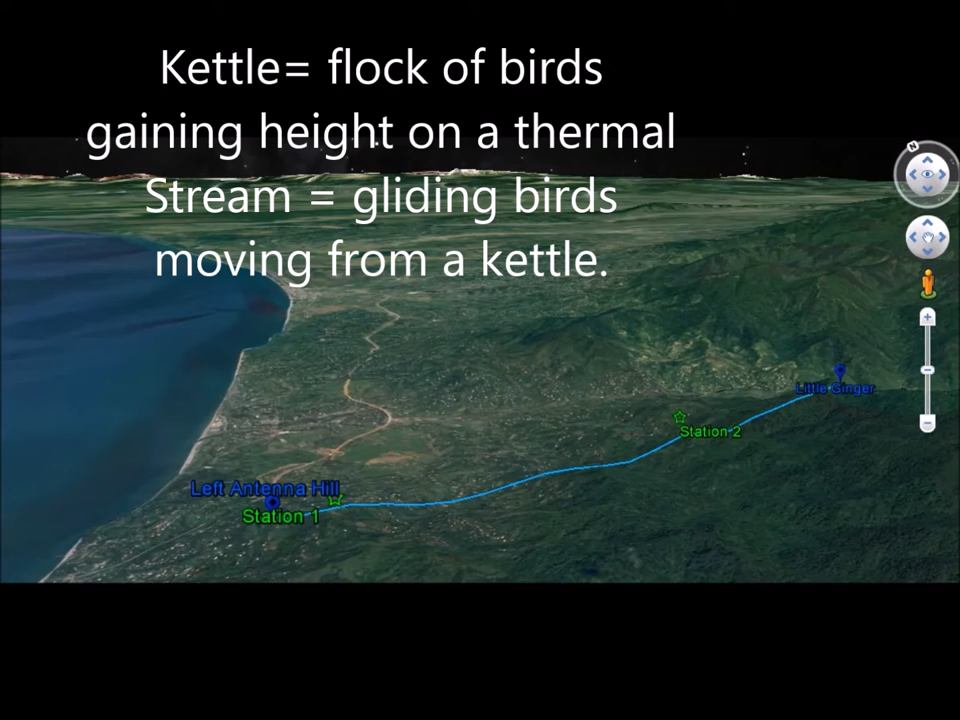 Kettle= flock of birds
gaining height on a thermal
Stream = gliding birds
moving from a kettle.
N
Little Ginger
Station 2
Left Antenna Hill
Station 1